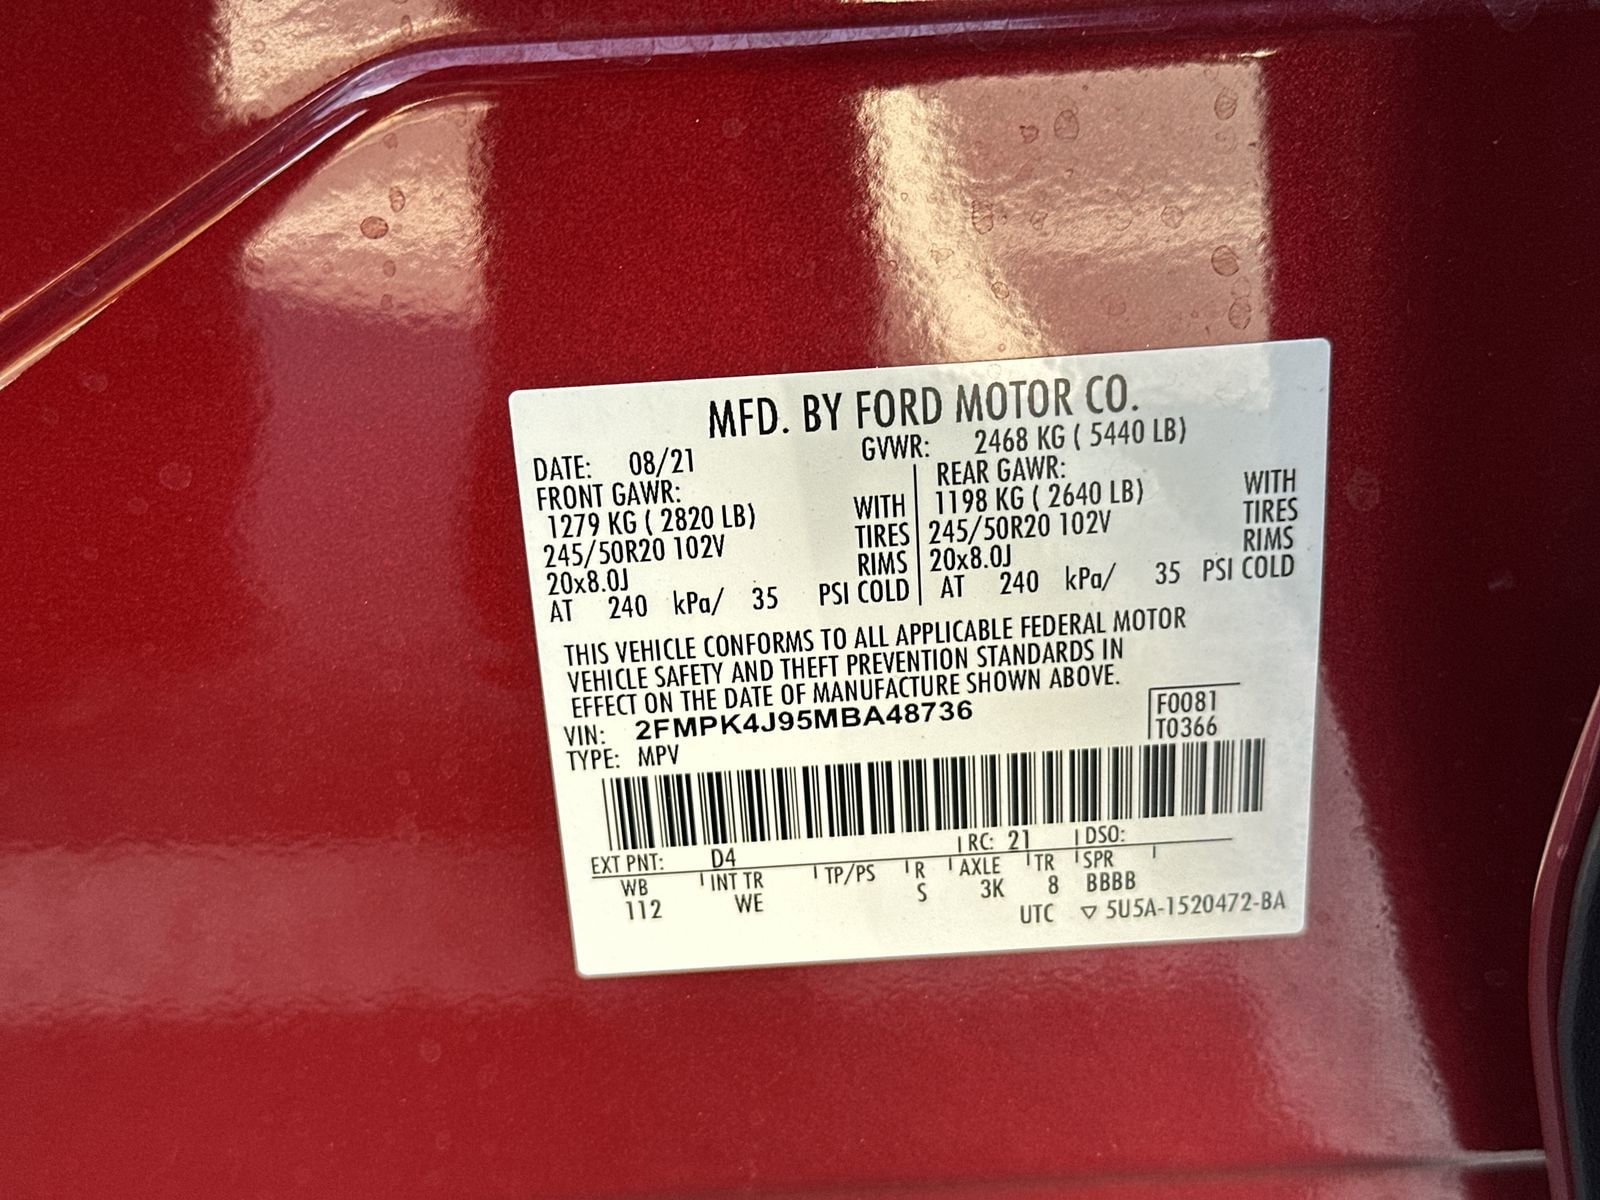 MFD. BY FORD MOTOR CO.
DATE: 08/21 GVWR: 2468 KG ( 5440 LB)
FRONT GAWR: REAR GAWR:
1279 KG ( 2820 LB) WITH 1198 KG ( 2640 LB) WITH
245/50R20 102V TIRES 245/50R20 102V TIRES
20x8.0J RIMS 20x8.0J RIMS
AT 240 kPa/ 35 PSI COLD AT 240 kPa/ 35 PSI COLD
THIS VEHICLE CONFORMS TO ALL APPLICABLE FEDERAL MOTOR
VEHICLE SAFETY AND THEFT PREVENTION STANDARDS IN
EFFECT ON THE DATE OF MANUFACTURE SHOWN ABOVE.
VIN: 2FMPK4J95MBA48736 F0081
TYPE: MPV T0366
EXT PNT: D4 RC: 21 DSO:
WB INT TR TP/PS R AXLE TR SPR
112 WE S 3K 8 BBBB
UTC ▽ 5U5A-1520472-BA